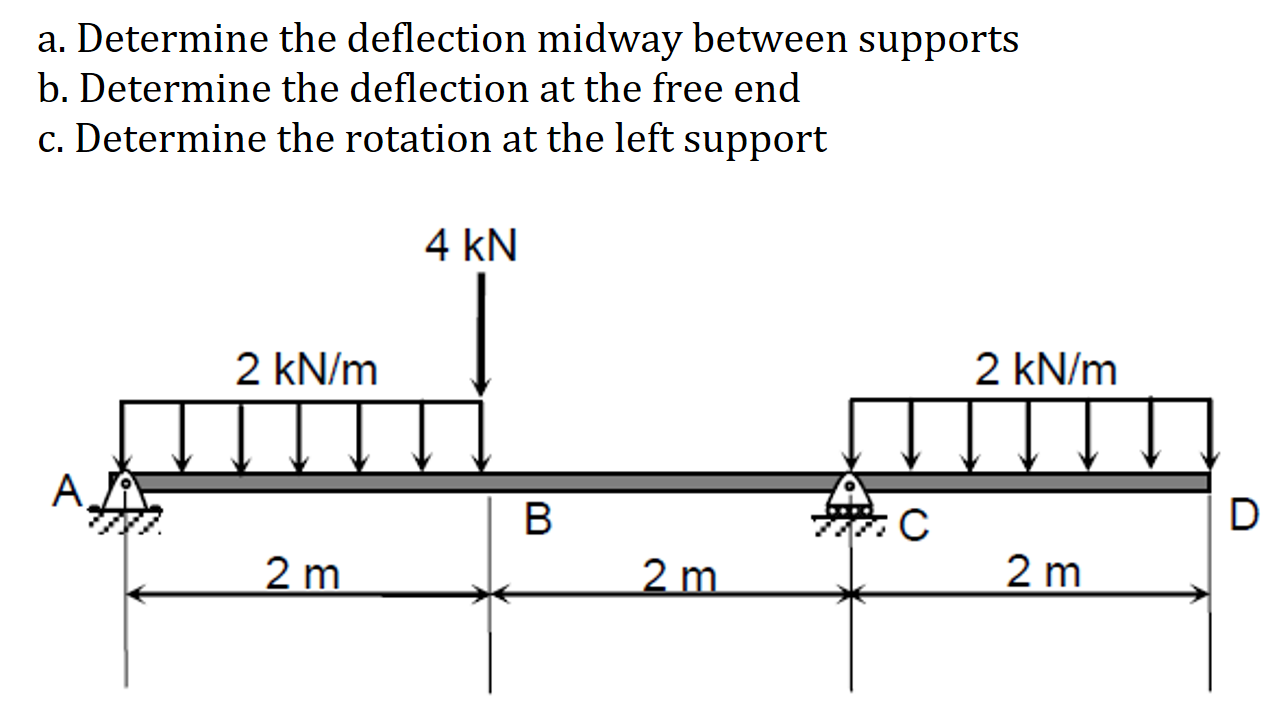 a. Determine the deflection midway between supports
b. Determine the deflection at the free end
c. Determine the rotation at the left support
4 kN
2 kN/m
2 kN/m
A
B
C
D
2 m
2 m
2 m